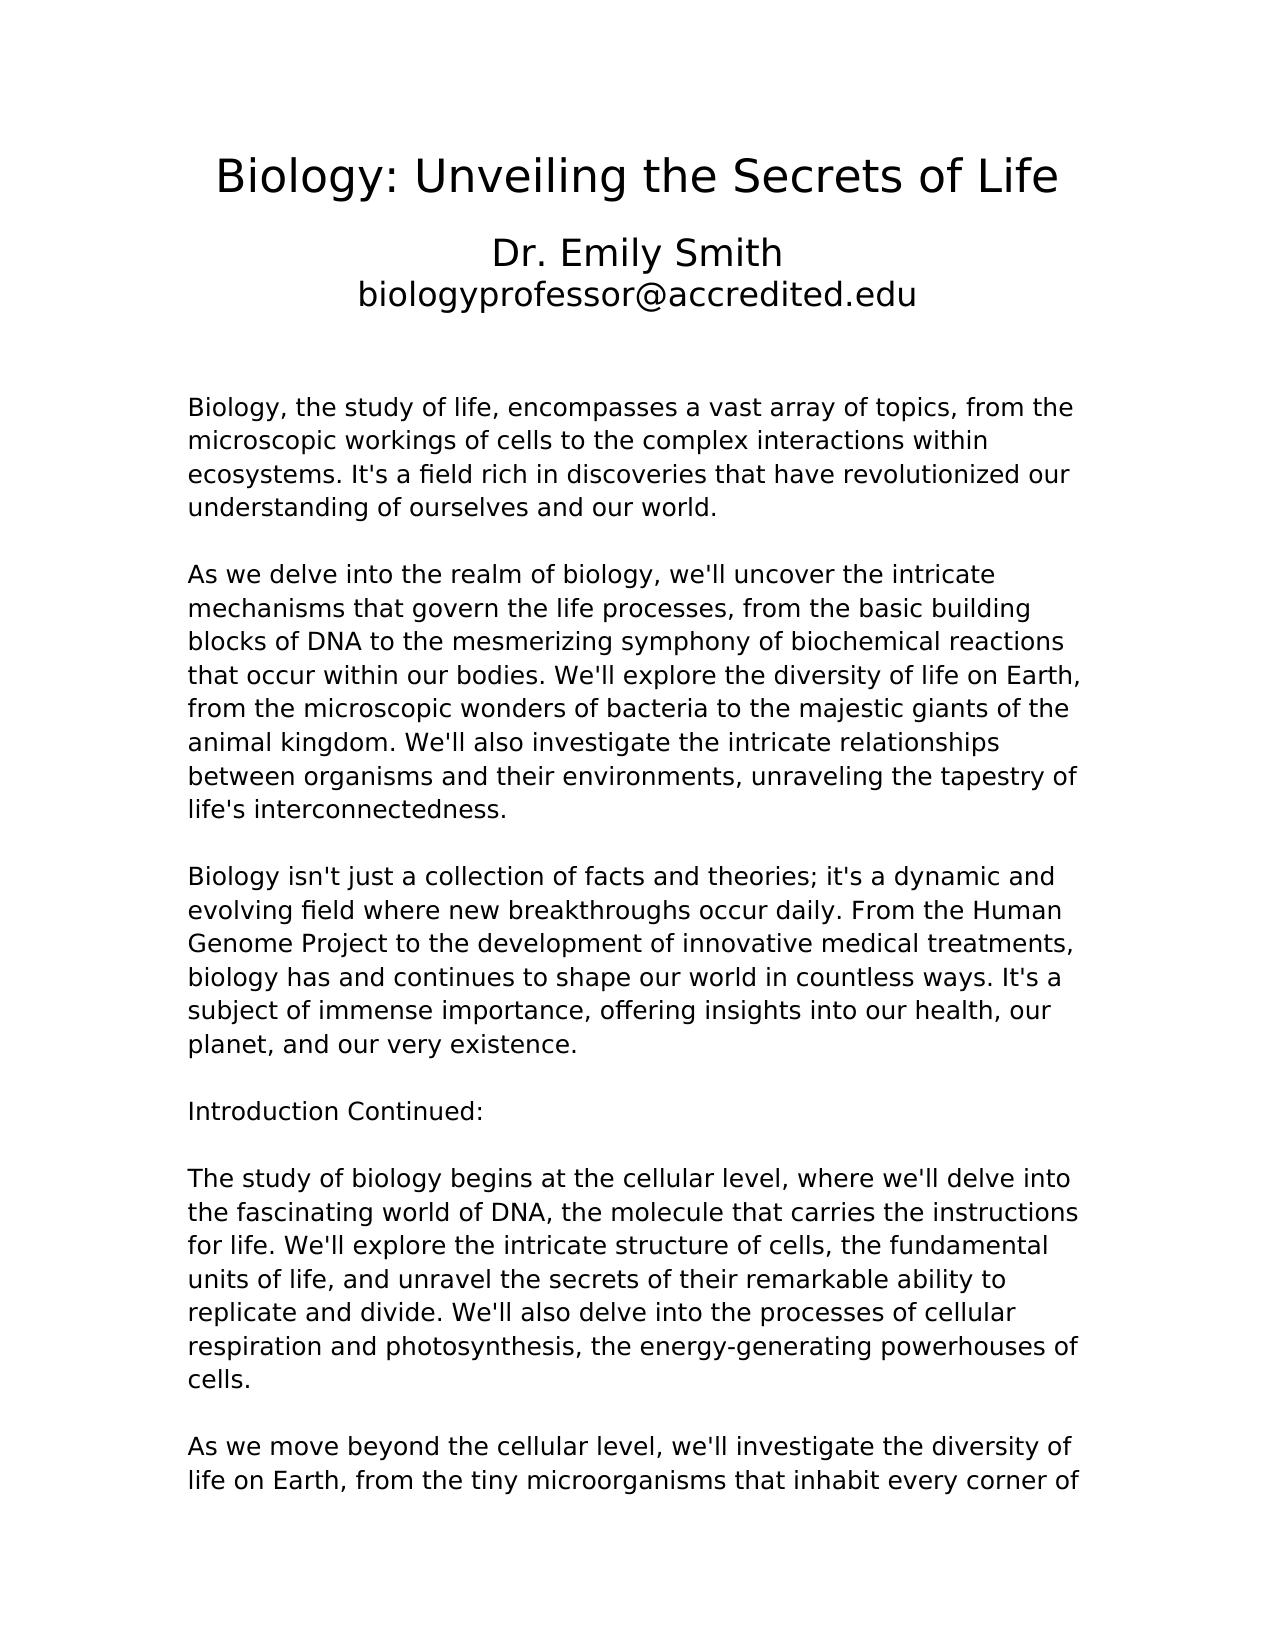 Biology: Unveiling the Secrets of Life
Dr. Emily Smith
biologyprofessor@accredited.edu
Biology, the study of life, encompasses a vast array of topics, from the
microscopic workings of cells to the complex interactions within
ecosystems. It's a field rich in discoveries that have revolutionized our
understanding of ourselves and our world.
As we delve into the realm of biology, we'll uncover the intricate
mechanisms that govern the life processes, from the basic building
blocks of DNA to the mesmerizing symphony of biochemical reactions
that occur within our bodies. We'll explore the diversity of life on Earth,
from the microscopic wonders of bacteria to the majestic giants of the
animal kingdom. We'll also investigate the intricate relationships
between organisms and their environments, unraveling the tapestry of
life's interconnectedness.
Biology isn't just a collection of facts and theories; it's a dynamic and
evolving field where new breakthroughs occur daily. From the Human
Genome Project to the development of innovative medical treatments,
biology has and continues to shape our world in countless ways. It's a
subject of immense importance, offering insights into our health, our
planet, and our very existence.
Introduction Continued:
The study of biology begins at the cellular level, where we'll delve into
the fascinating world of DNA, the molecule that carries the instructions
for life. We'll explore the intricate structure of cells, the fundamental
units of life, and unravel the secrets of their remarkable ability to
replicate and divide. We'll also delve into the processes of cellular
respiration and photosynthesis, the energy-generating powerhouses of
cells.
As we move beyond the cellular level, we'll investigate the diversity of
life on Earth, from the tiny microorganisms that inhabit every corner of